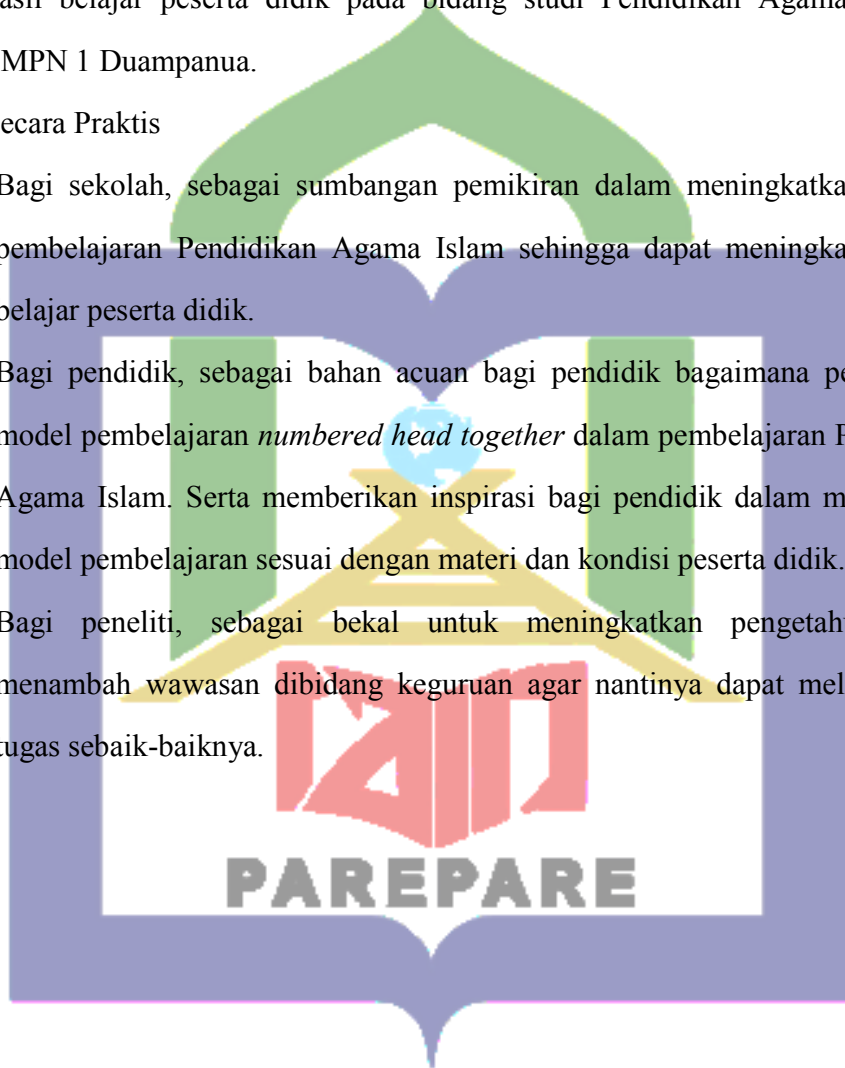 asil belajar peserta didik pada bidang studi Pendidikan Agama
MPN 1 Duampanua.
ecara Praktis
Bagi sekolah, sebagai sumbangan pemikiran dalam meningkatka
pembelajaran Pendidikan Agama Islam sehingga dapat meningka
belajar peserta didik.
Bagi pendidik, sebagai bahan acuan bagi pendidik bagaimana pe
model pembelajaran numbered head together dalam pembelajaran P
Agama Islam. Serta memberikan inspirasi bagi pendidik dalam m
model pembelajaran sesuai dengan materi dan kondisi peserta didik.
Bagi peneliti, sebagai bekal untuk meningkatkan pengetah
menambah wawasan dibidang keguruan agar nantinya dapat mel
tugas sebaik-baiknya.
iain
PAREPARE